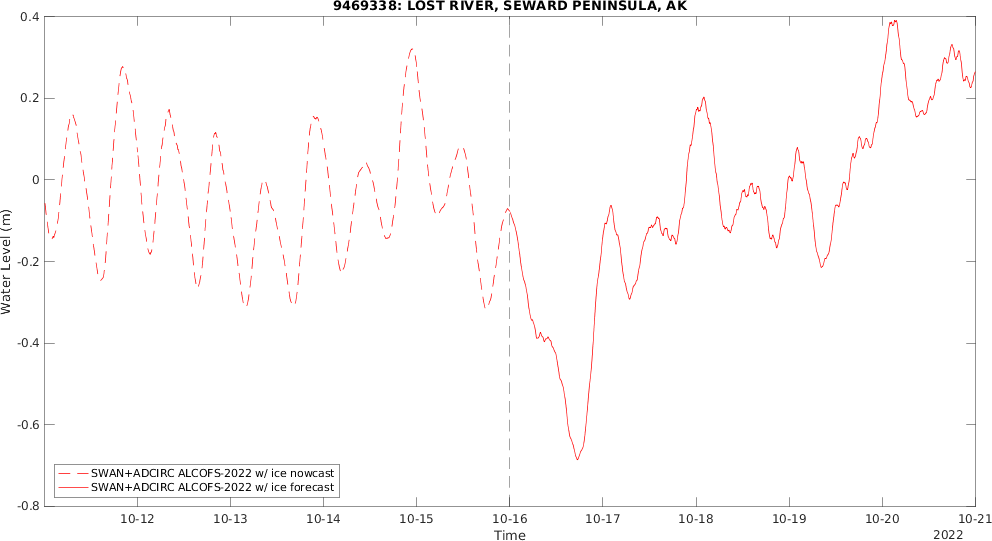 9469338: LOST RIVER, SEWARD PENINSULA, AK
0.4
0.2
0
-0.2
-0.4
-0.6
-0.8
Water Level (m)
SWAN+ADCIRC ALCOFS-2022 w/ ice nowcast
SWAN+ADCIRC ALCOFS-2022 w/ ice forecast
10-12 10-13 10-14 10-15 10-16 10-17 10-18 10-19 10-20 10-21
Time
2022